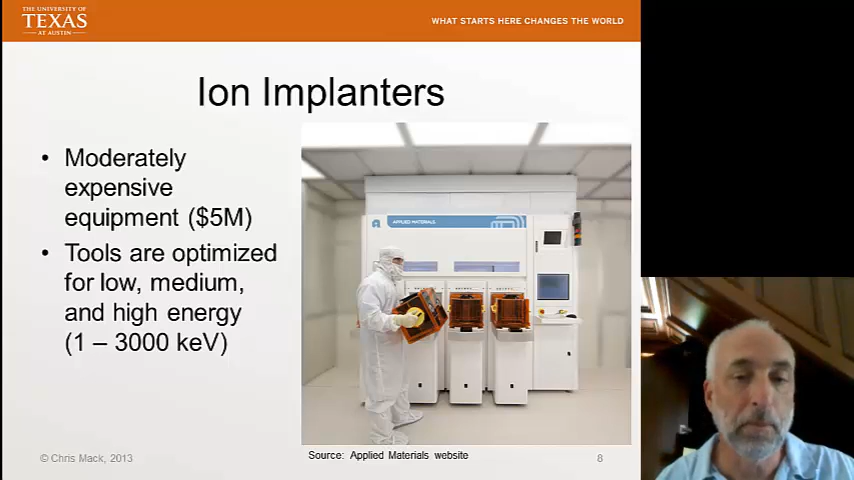 THE UNIVERSITY OF
TEXAS
AT AUSTIN
WHAT STARTS HERE CHANGES THE WORLD
Ion Implanters
• Moderately
expensive
equipment ($5M)
• Tools are optimized
for low, medium,
and high energy
(1 – 3000 keV)
APPLIED MATERIALS
© Chris Mack, 2013
Source: Applied Materials website
8